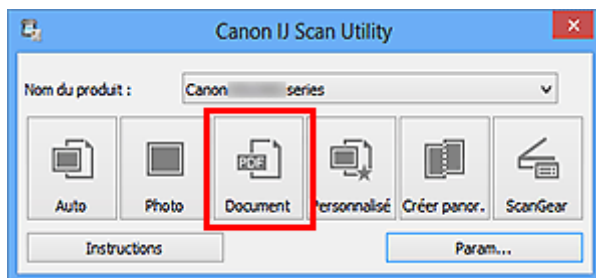 Canon IJ Scan Utility
Nom du produit : Canon series
PDF
Auto Photo Document Personnalisé Créer panor. ScanGear
Instructions Param...